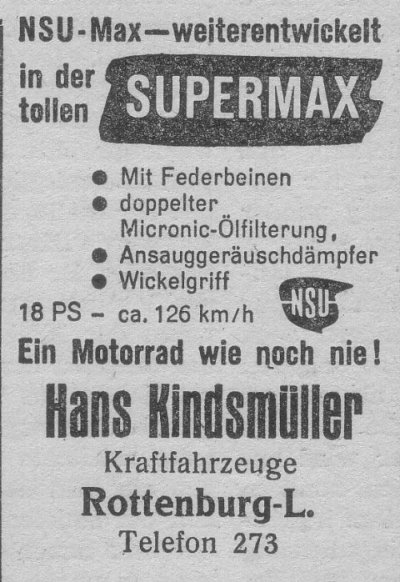 NSU-Max—weiterentwickelt
in der
tollen
SUPERMAX
● Mit Federbeinen
● doppelter
Micronic-Ölfilterung,
● Ansauggeräuschdämpfer
● Wickelgriff
NSU
18 PS – ca. 126 km/h
Ein Motorrad wie noch nie!
Hans Kindsmüller
Kraftfahrzeuge
Rottenburg-L.
Telefon 273